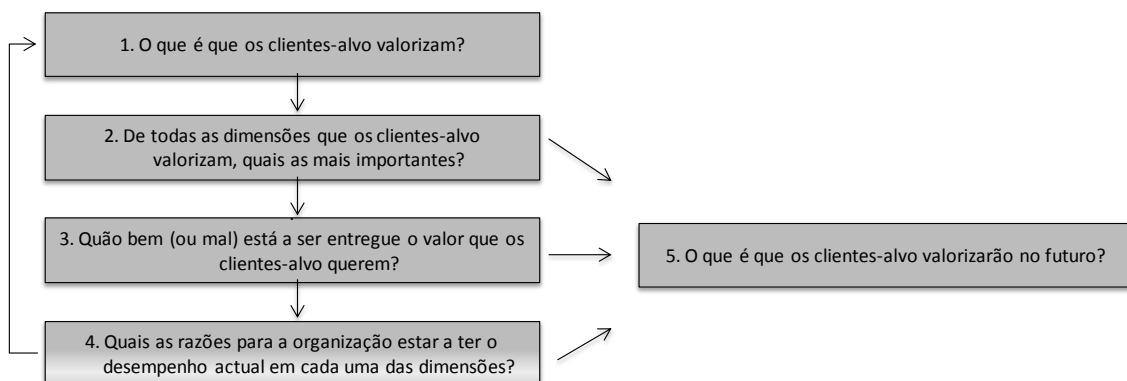 1. O que é que os clientes-alvo valorizam?
2. De todas as dimensões que os clientes-alvo
valorizam, quais as mais importantes?
3. Quão bem (ou mal) está a ser entregue o valor que os
clientes-alvo querem?
5. O que é que os clientes-alvo valorizarão no futuro?
4. Quais as razões para a organização estar a ter o
desempenho actual em cada uma das dimensões?